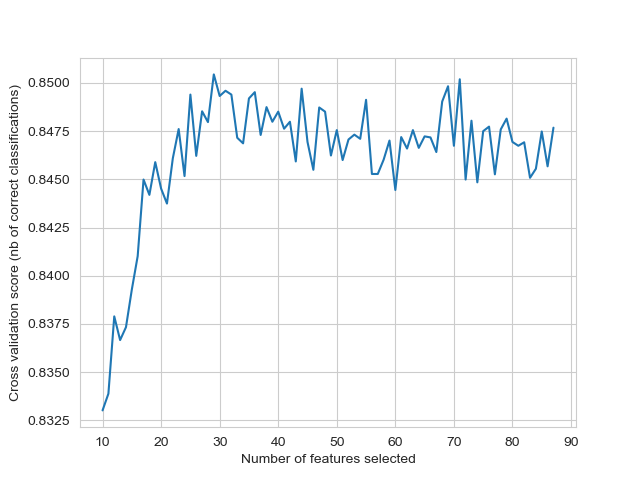 0.8500
0.8475
0.8450
0.8425
0.8400
0.8375
0.8350
0.8325
Cross validation score (nb of correct classifications)
10 20 30 40 50 60 70 80 90
Number of features selected